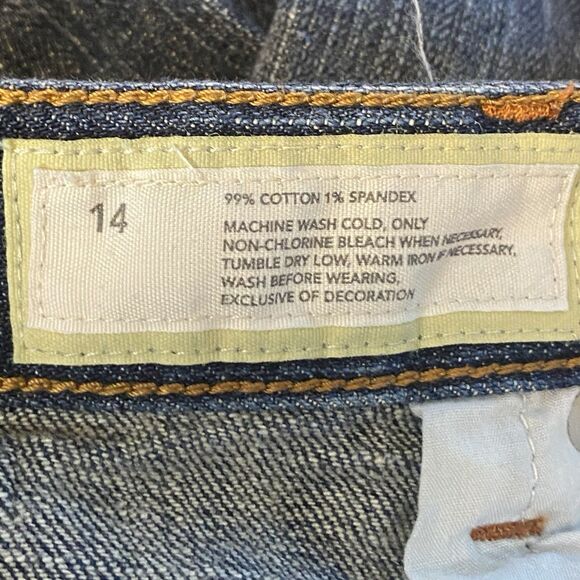 14
99% COTTON 1% SPANDEX
MACHINE WASH COLD, ONLY
NON-CHLORINE BLEACH WHEN NECESSARY,
TUMBLE DRY LOW, WARM IRON IF NECESSARY,
WASH BEFORE WEARING,
EXCLUSIVE OF DECORATION